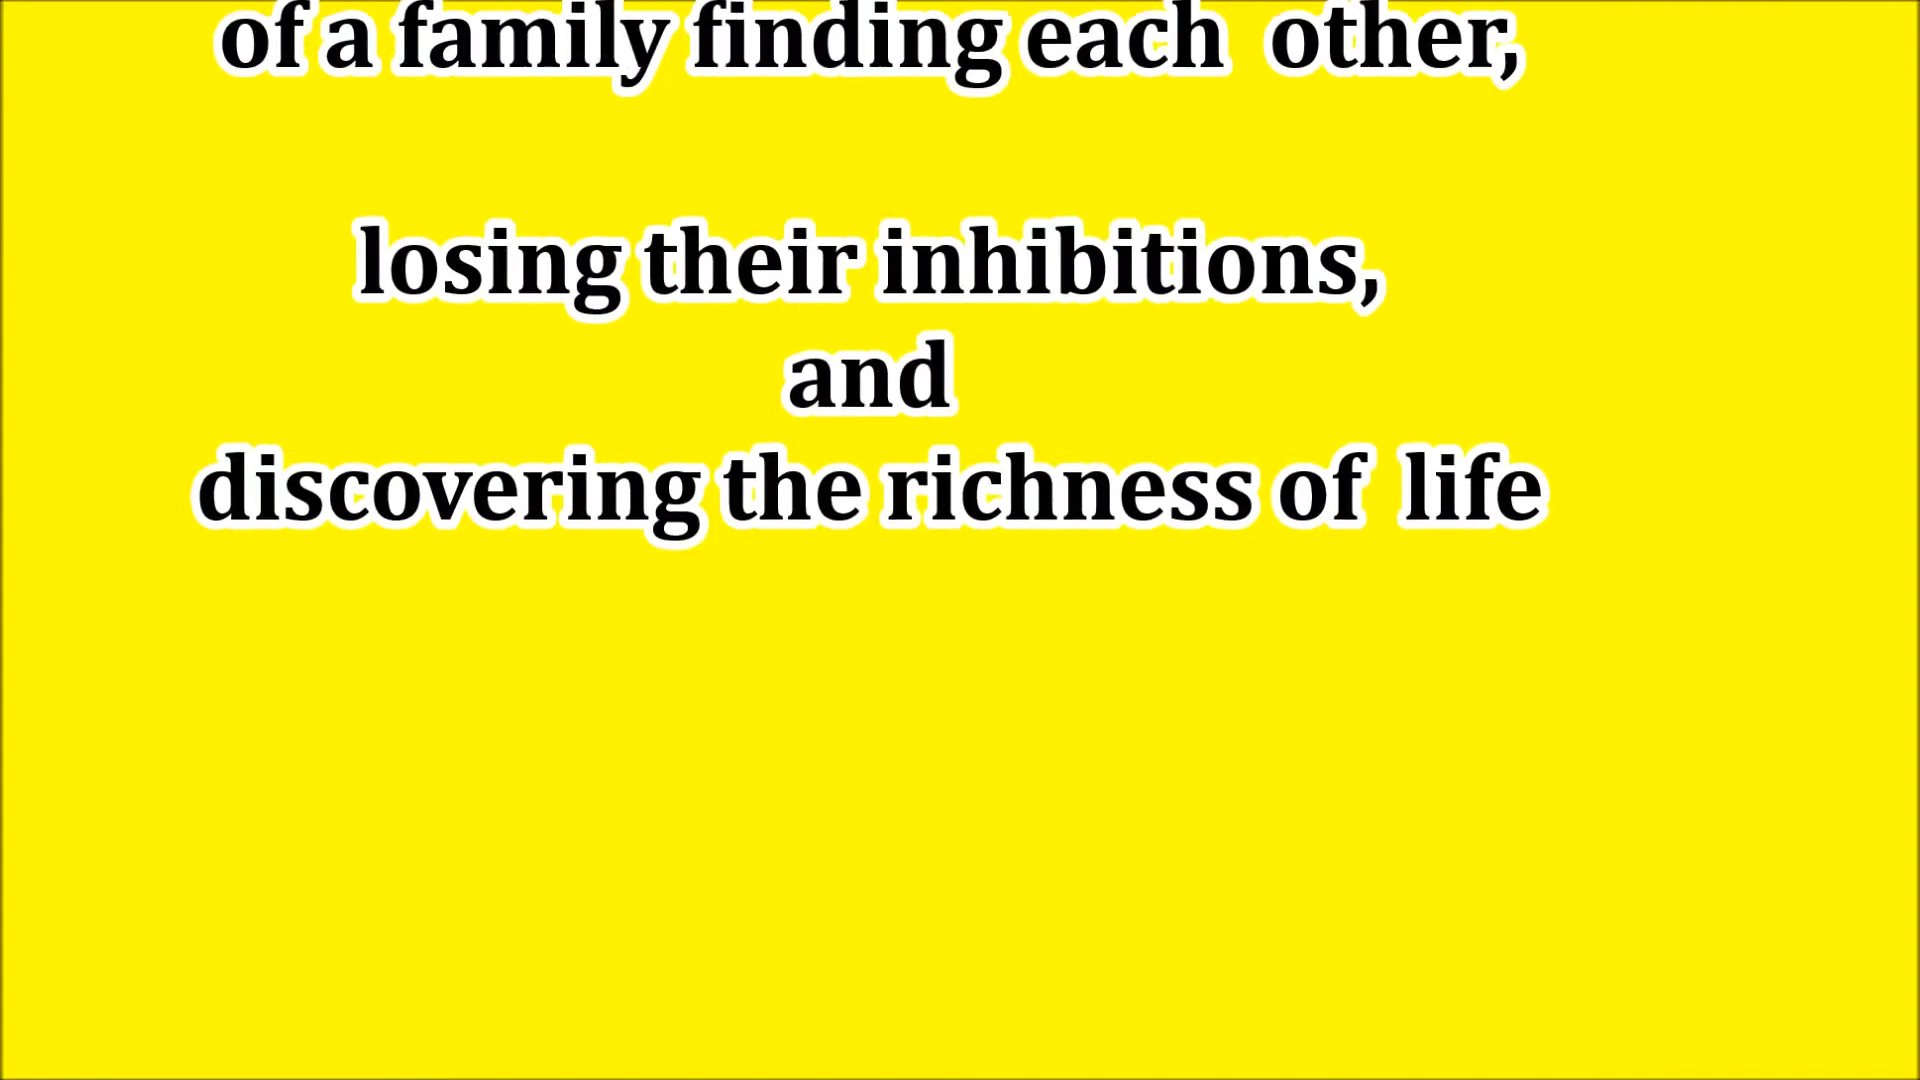 of a family finding each other,
losing their inhibitions,
and
discovering the richness of life